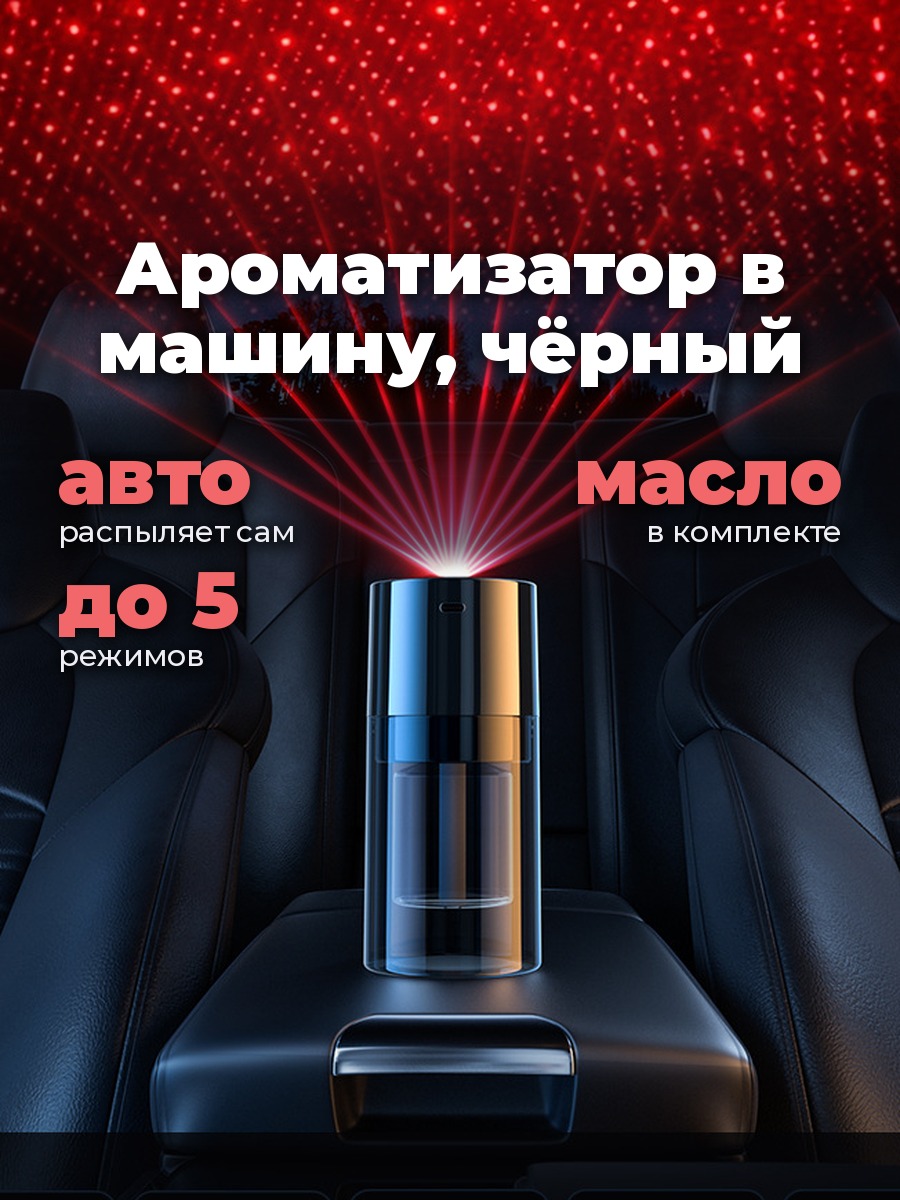 Ароматизатор в
машину, чёрный
авто
распыляет сам
до 5
режимов
масло
в комплекте